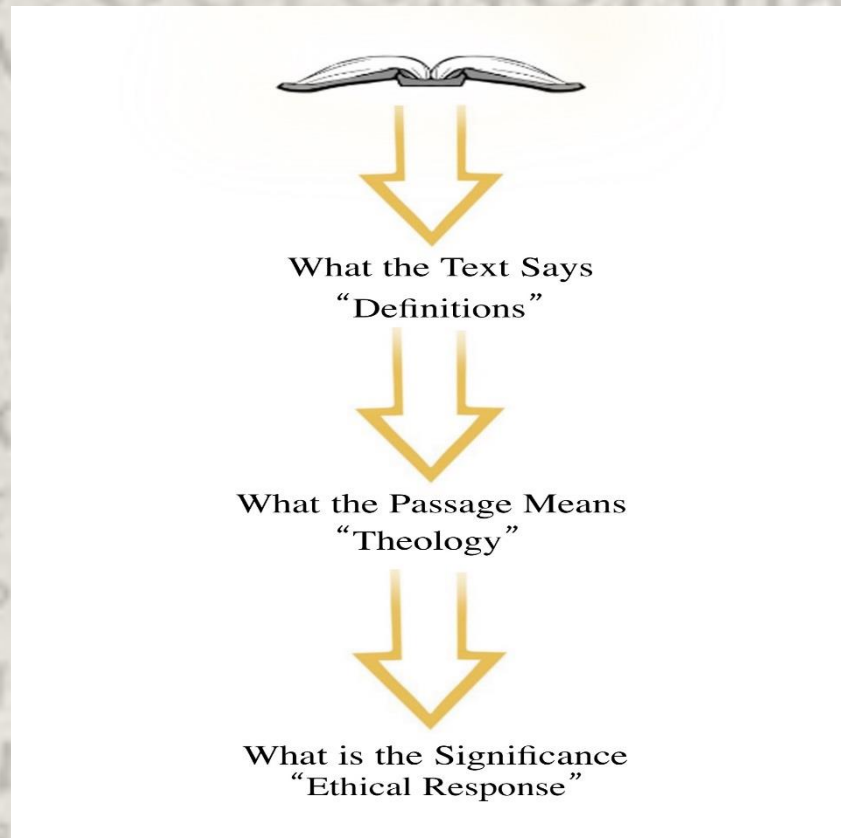 What the Text Says
“Definitions”
What the Passage Means
“Theology”
What is the Significance
“Ethical Response”